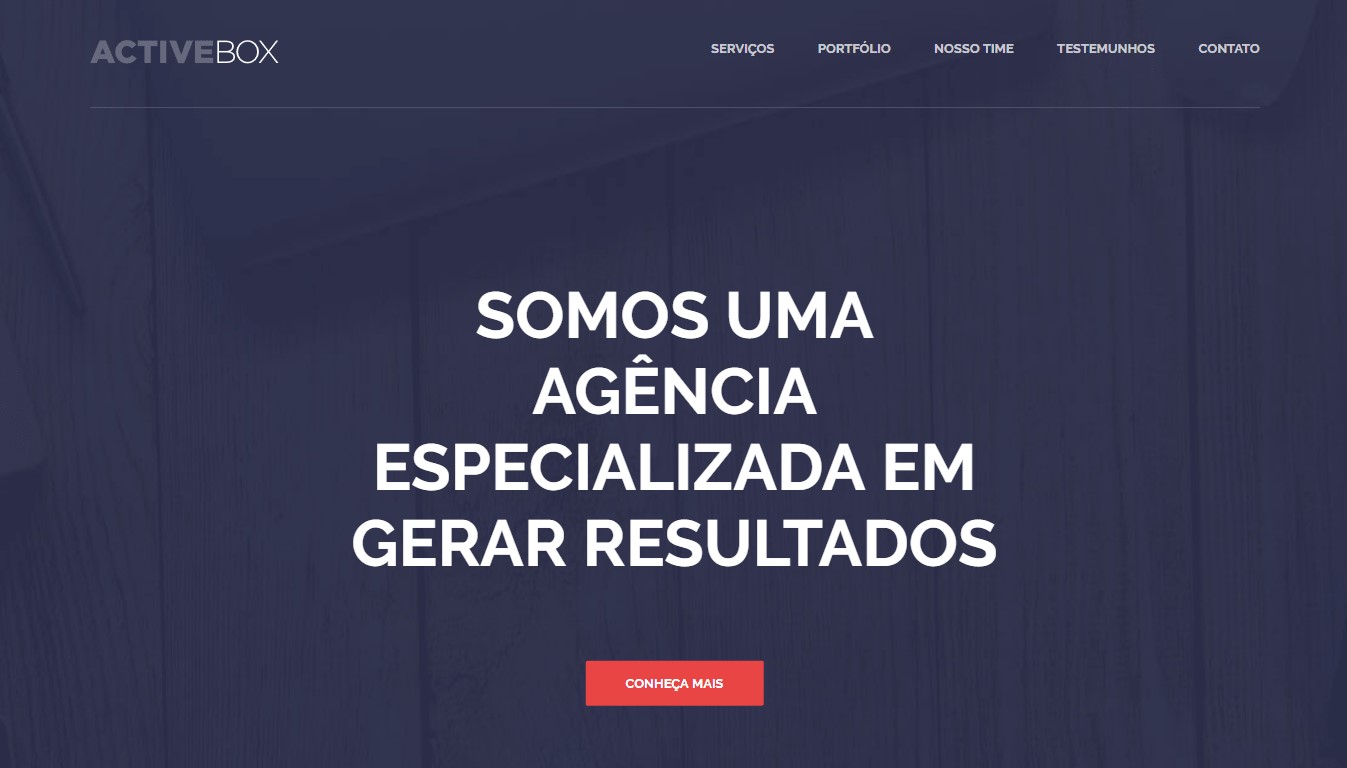 ACTIVEBOX
SERVIÇOS
PORTFÓLIO
NOSSO TIME
TESTEMUNHOS
CONTATO
SOMOS UMA
AGÊNCIA
ESPECIALIZADA EM
GERAR RESULTADOS
CONHEÇA MAIS